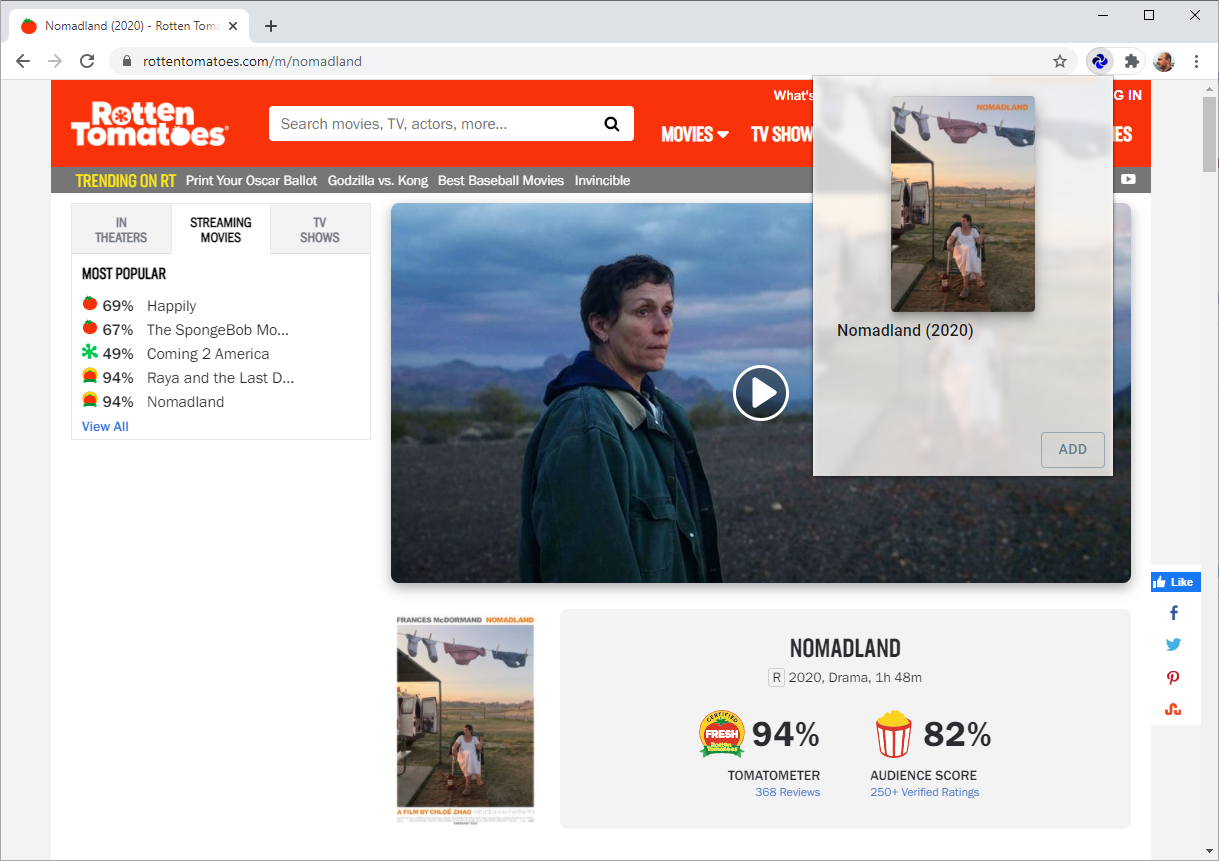 Nomadland (2020) - Rotten Toma
rottentomatoes.com/m/nomadland
Rotten
Tomatoes
Search movies, TV, actors, more...
What's
G IN
MOVIES
TV SHOW
ES
TRENDING ON RT
Print Your Oscar Ballot
Godzilla vs. Kong
Best Baseball Movies
Invincible
IN
THEATERS
STREAMING
MOVIES
TV
SHOWS
MOST POPULAR
69% Happily
67% The SpongeBob Mo...
49% Coming 2 America
94% Raya and the Last D...
94% Nomadland
View All
NOMADLAND
Nomadland (2020)
ADD
Like
FRANCES McDORMAND NOMADLAND
A FILM BY CHLOÉ ZHAO
NOMADLAND
R 2020, Drama, 1h 48m
CERTIFIED
FRESH
Rotten
Tomatoes
94%
TOMATOMETER
368 Reviews
82%
AUDIENCE SCORE
250+ Verified Ratings